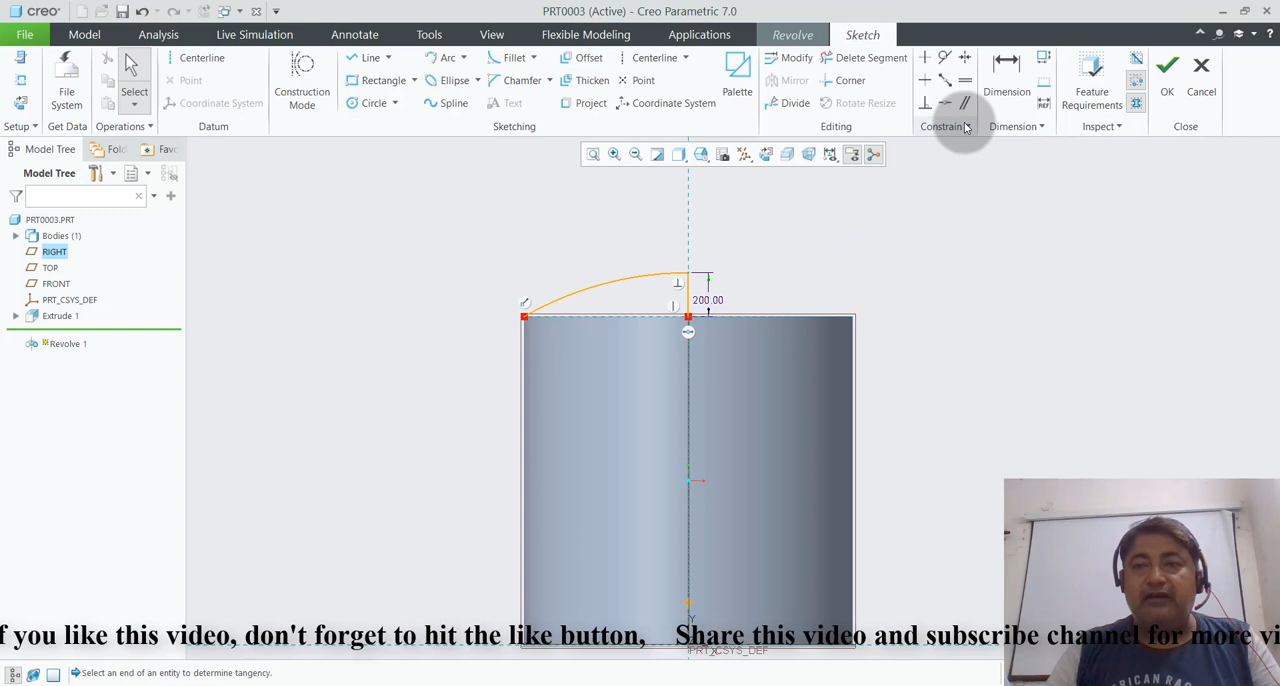 creo PRT0003 (Active) - Creo Parametric 7.0
File Model Analysis Live Simulation Annotate Tools View Flexible Modeling Applications Revolve Sketch
Centerline Line Arc Fillet Offset Centerline Modify Delete Segment
Point Rectangle Ellipse Chamfer Thicken Point Mirror Corner
Coordinate System Circle Spline Text Project Coordinate System Divide Rotate Resize
File System Select Construction Mode Palette Dimension Feature Requirements OK Cancel
Setup Get Data Operations Datum Sketching Editing Constrain Dimension Inspect Close
Model Tree Fold Fav
Model Tree
PRT0003.PRT
Bodies (1)
RIGHT
TOP
FRONT
PRT_CSYS_DEF
Extrude 1
Revolve 1
200.00
Y
PRT_CSYS_DEF
f you like this video, don't forget to hit the like button, Share this video and subscribe channel for more vi
Select an end of an entity to determine tangency.